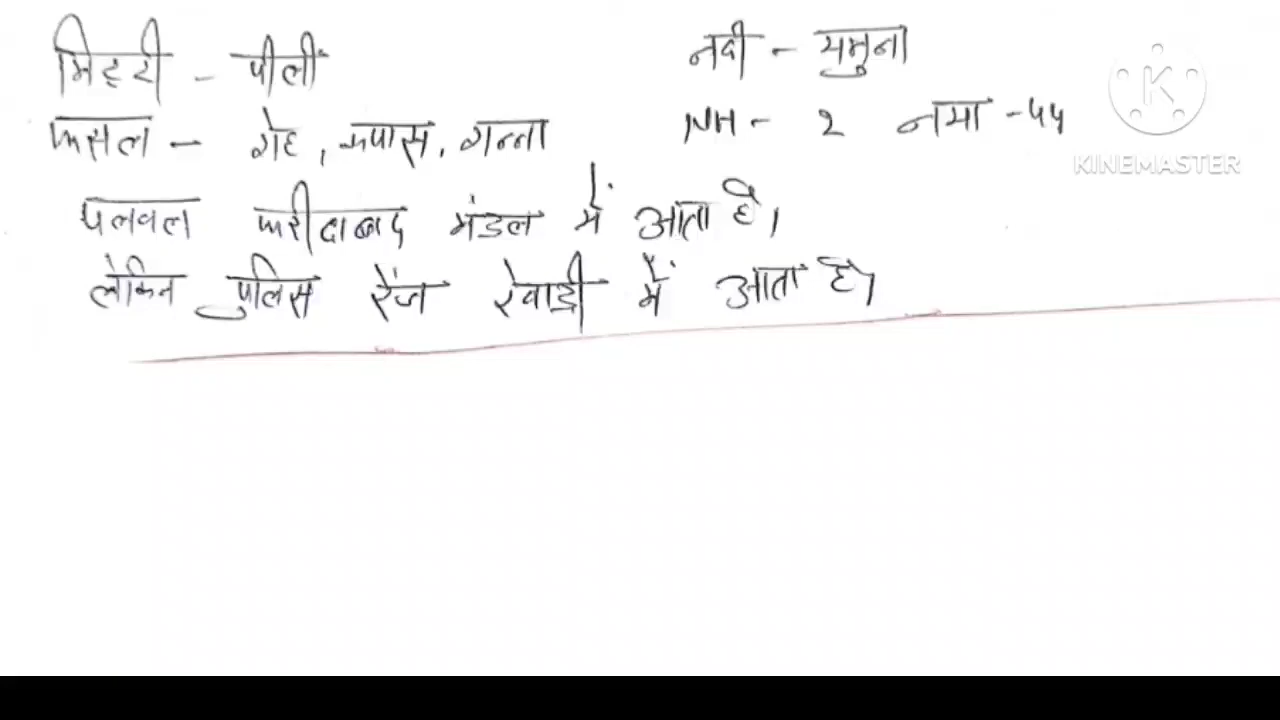 मिट्टी - पीली
नदी - यमुना
फसल - गेहूं, कपास, गन्ना
NH - 2 नया - 44
पलवल फरीदाबाद मंडल में आता है।
लेकिन पुलिस रेंज रेवाड़ी में आता है।
KINEMASTER